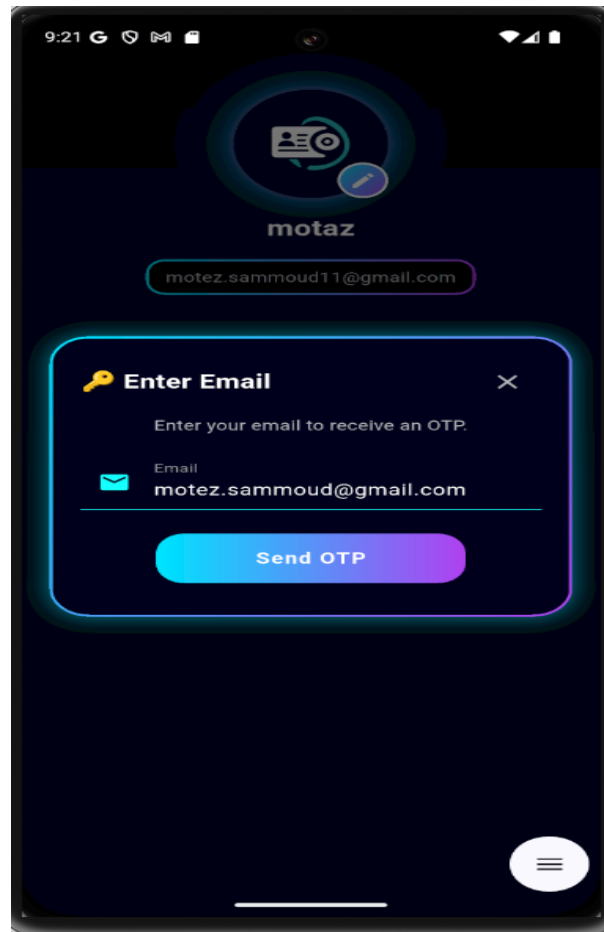 9:21 G
motaz
motez.sammoud11@gmail.com
🔑 Enter Email
Enter your email to receive an OTP.
Email
motez.sammoud@gmail.com
Send OTP